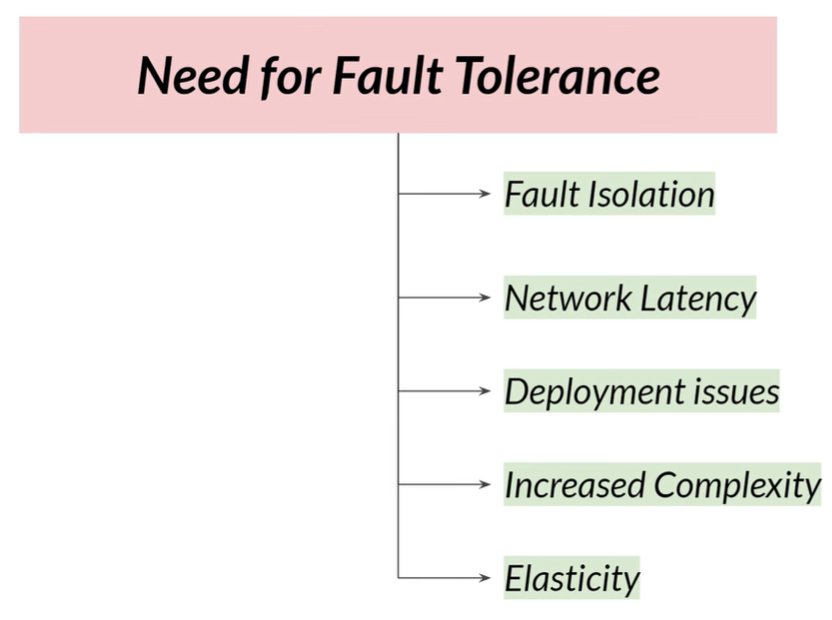 Need for Fault Tolerance
Fault Isolation
Network Latency
Deployment issues
Increased Complexity
Elasticity